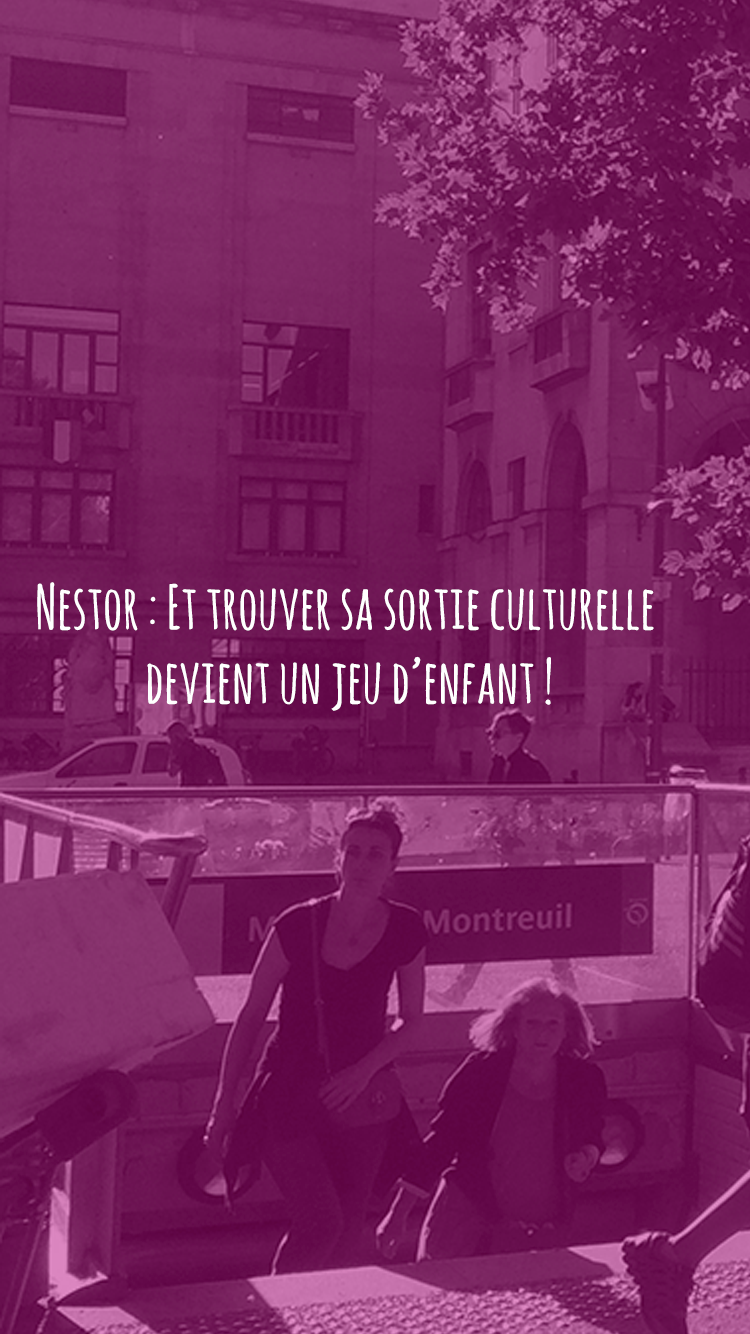 Nestor : Et trouver sa sortie culturelle
devient un jeu d’enfant !
Montreuil